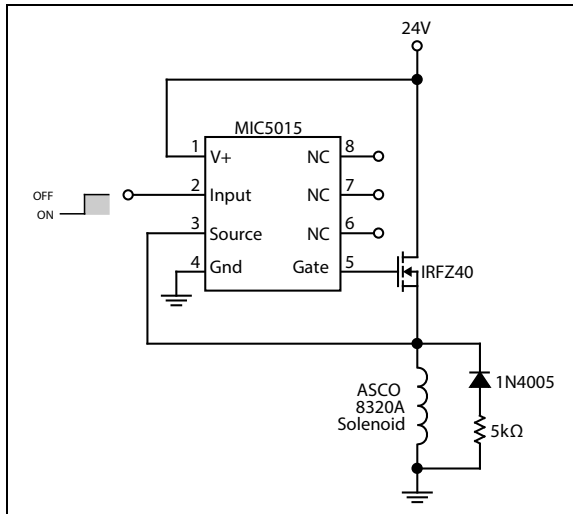 24V
MIC5015
1
V+
NC
8
OFF
ON
2
Input
NC
7
3
Source
NC
6
4
Gnd
Gate
5
IRFZ40
ASCO
8320A
Solenoid
1N4005
5kΩ